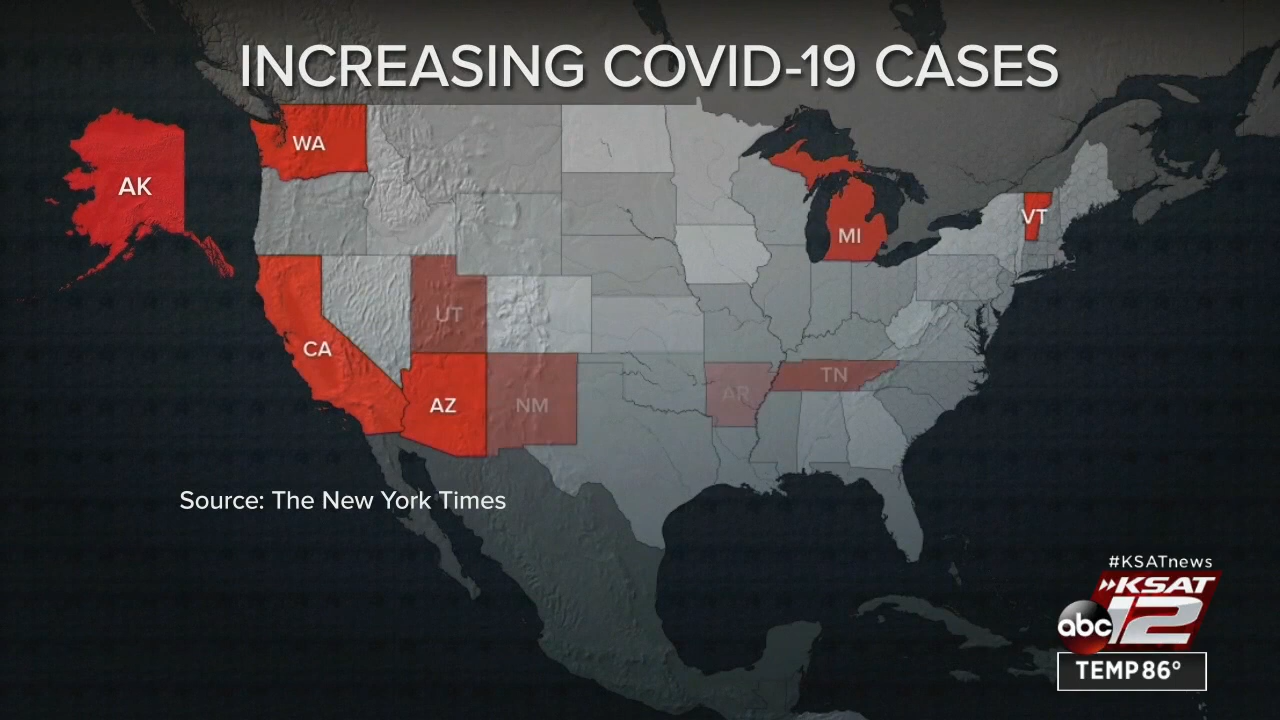 INCREASING COVID-19 CASES
WA
AK
VT
MI
UT
CA
TN
AR
AZ
NM
Source: The New York Times
#KSATnews
KSAT
abc 12
TEMP 86°